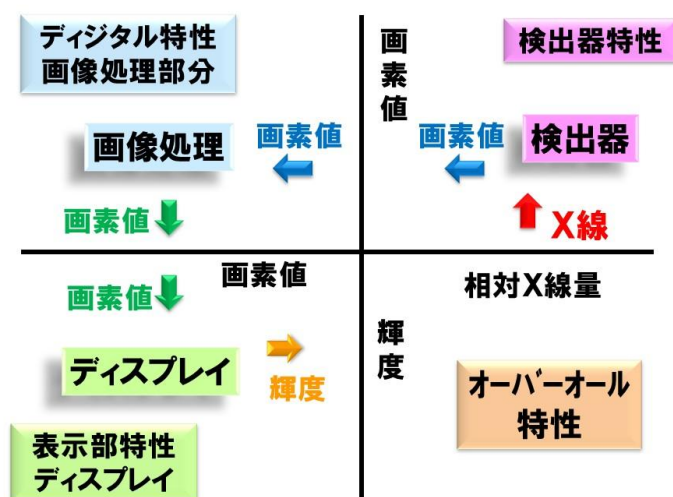 ディジタル特性
画像処理部分
画素値
検出器特性
画像処理
画素値
画素値
検出器
画素値
X線
画素値
画素値
相対X線量
輝度
ディスプレイ
輝度
オーバーオール
特性
表示部特性
ディスプレイ